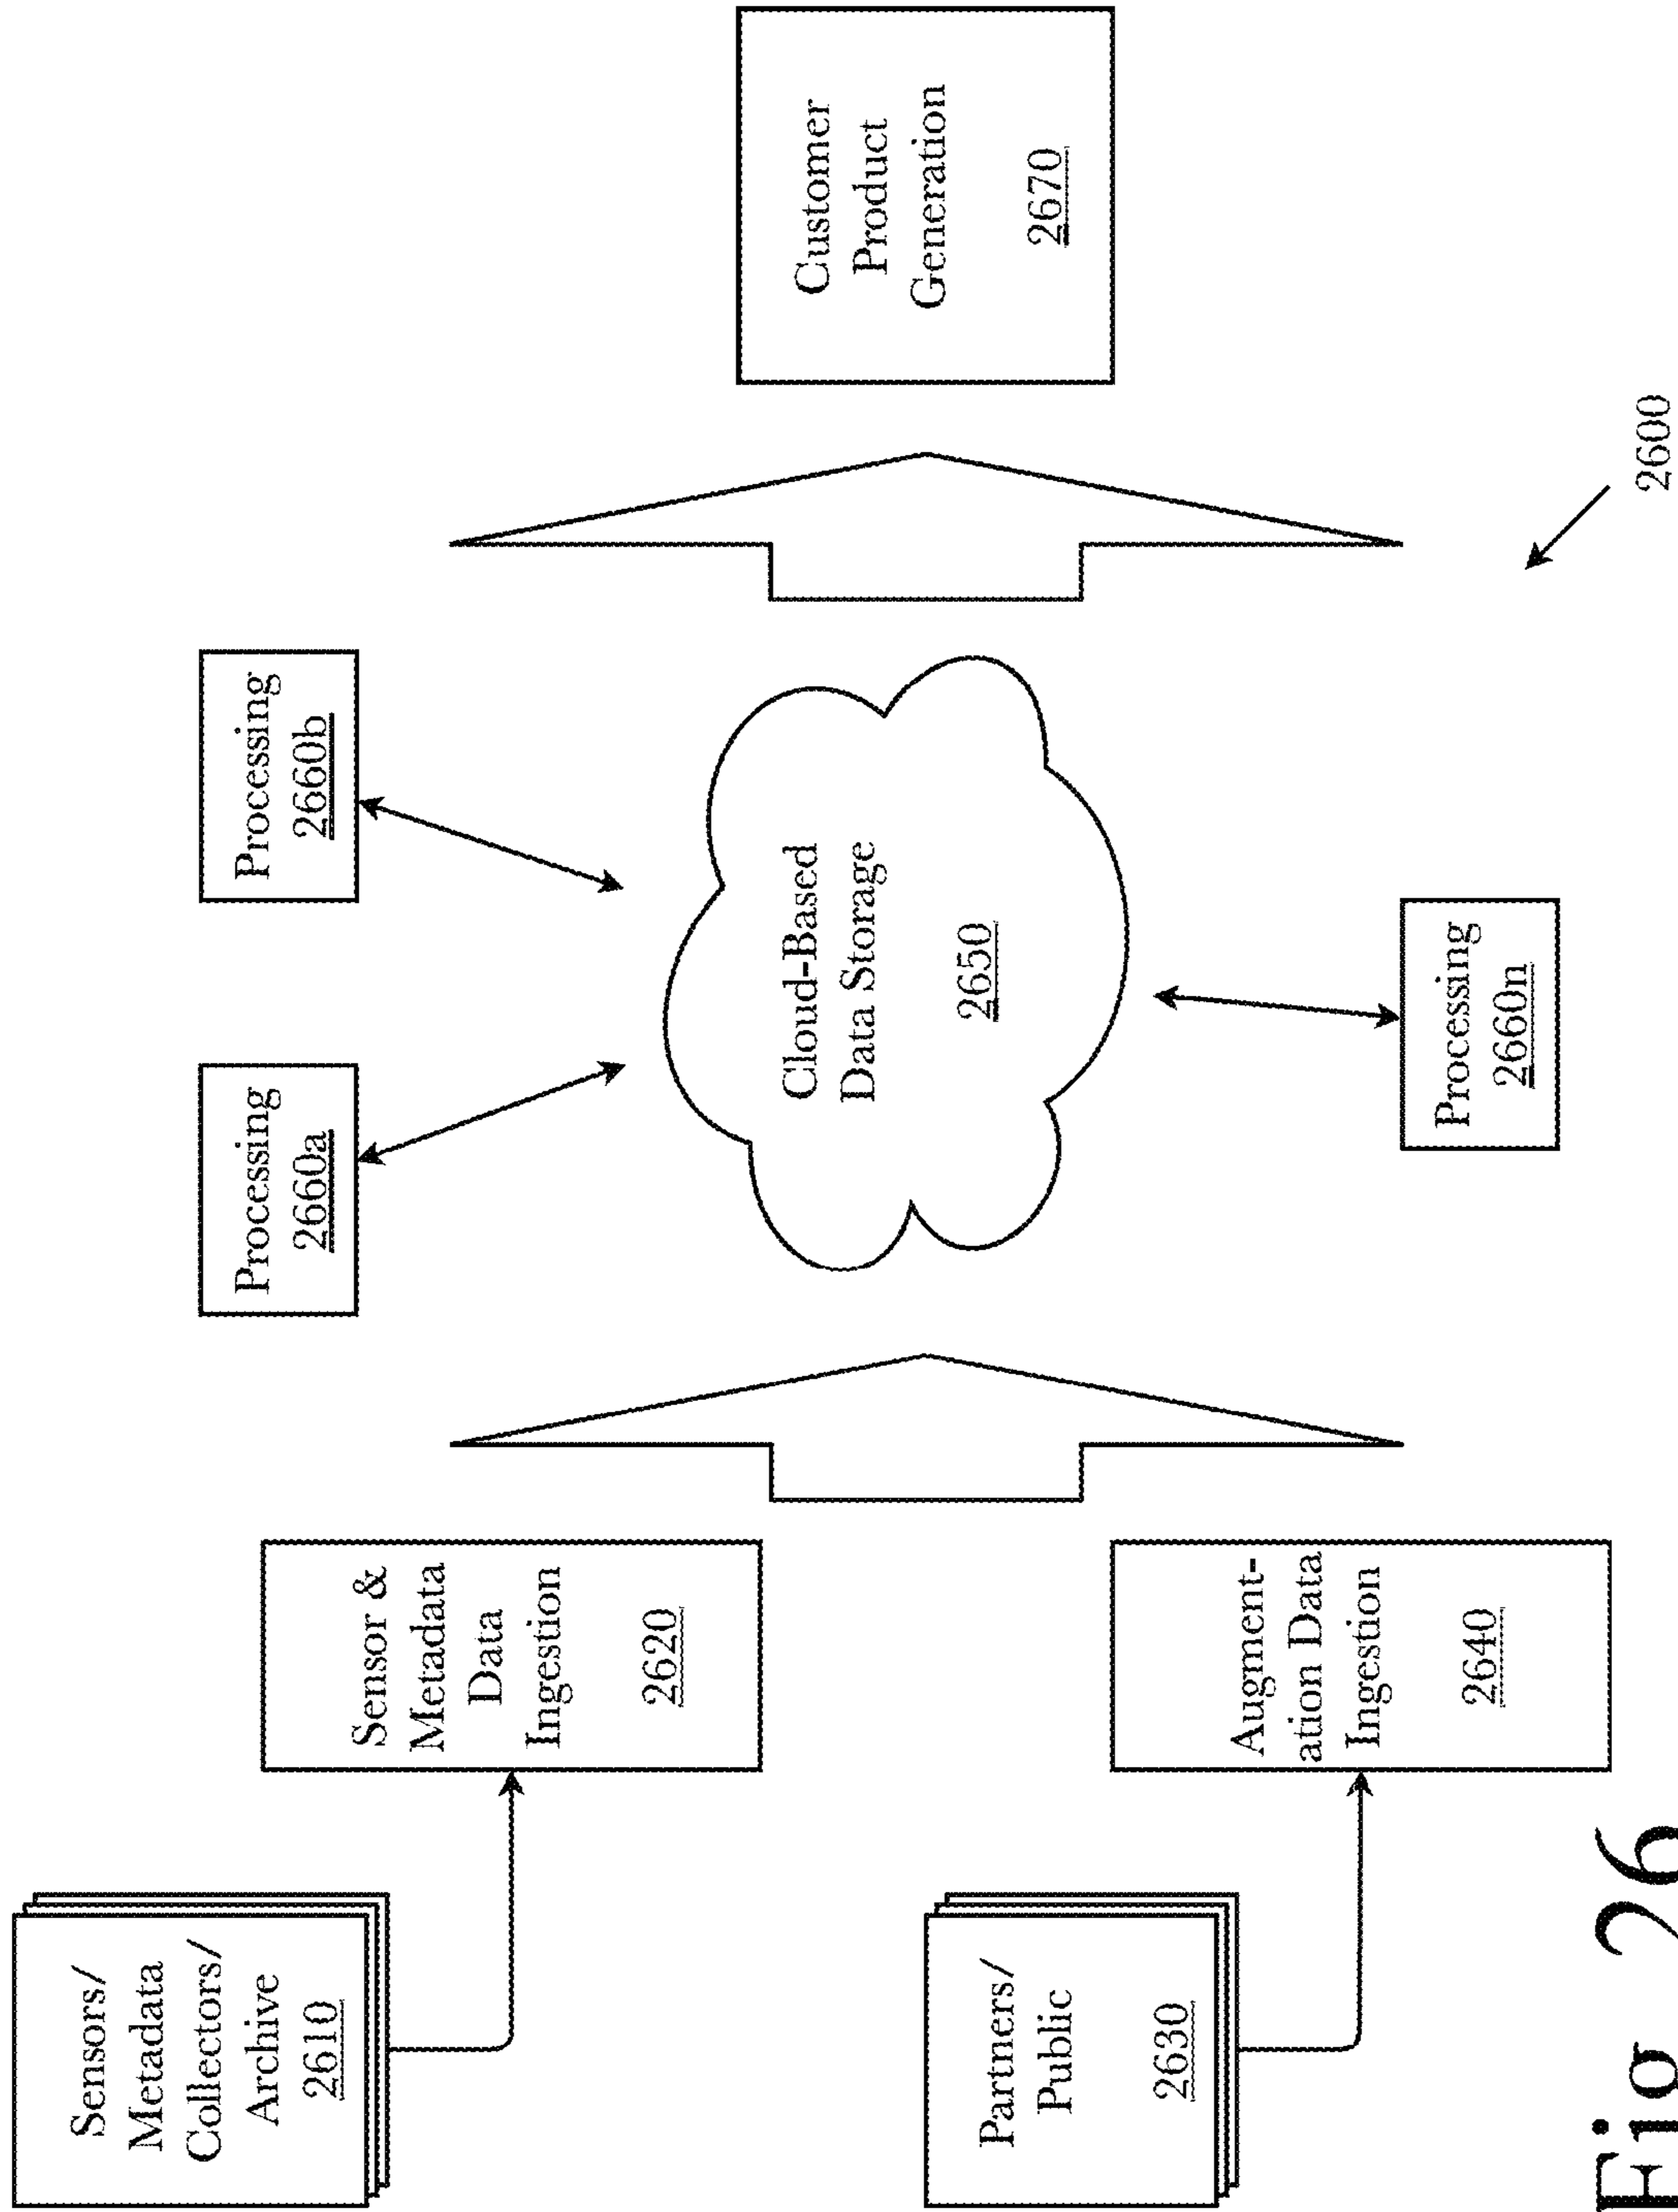 Sensors/
Metadata
Collectors/
Archive
2610
Sensor &
Metadata
Data
Ingestion
2620
Partners/
Public
2630
Augment-
ation Data
Ingestion
2640
Processing
2660a
Processing
2660b
Cloud-Based
Data Storage
2650
Processing
2660n
Customer
Product
Generation
2670
2600
Fig. 26